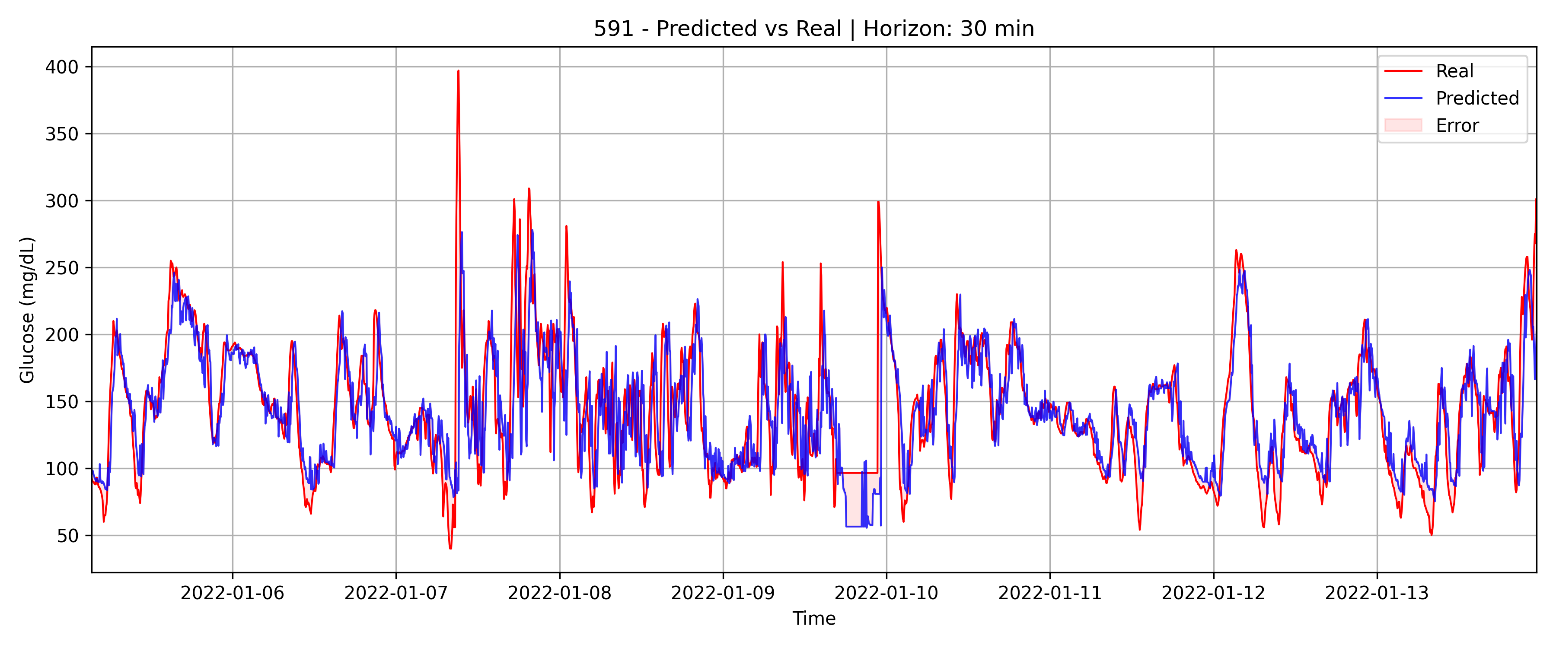 591 - Predicted vs Real | Horizon: 30 min
Glucose (mg/dL)
400
350
300
250
200
150
100
50
Real
Predicted
Error
2022-01-06
2022-01-07
2022-01-08
2022-01-09
2022-01-10
2022-01-11
2022-01-12
2022-01-13
Time